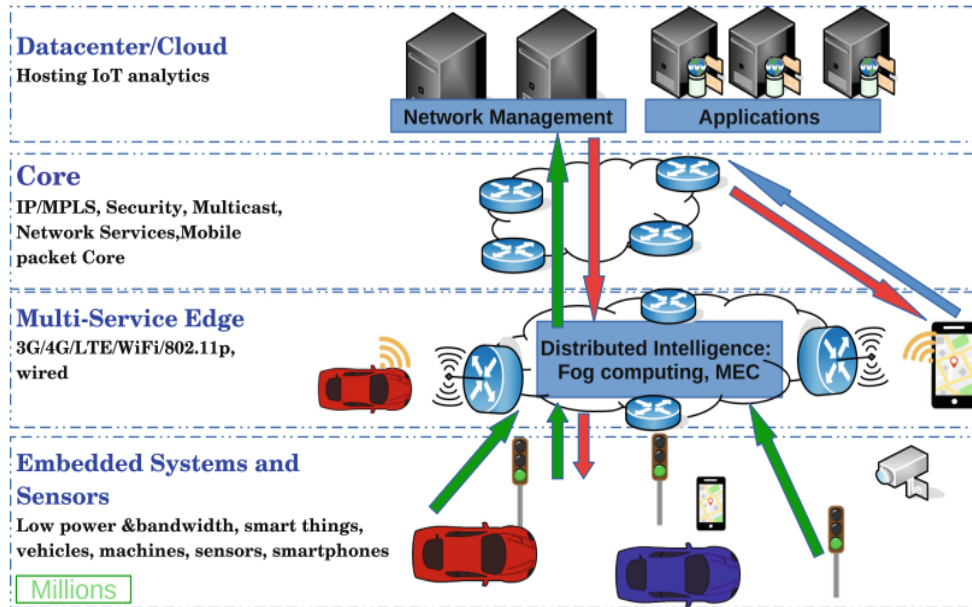 Datacenter/Cloud
Hosting IoT analytics
Network Management
Applications
Core
IP/MPLS, Security, Multicast,
Network Services,Mobile
packet Core
Multi-Service Edge
3G/4G/LTE/WiFi/802.11p,
wired
Distributed Intelligence:
Fog computing, MEC
Embedded Systems and
Sensors
Low power &bandwidth, smart things,
vehicles, machines, sensors, smartphones
Millions